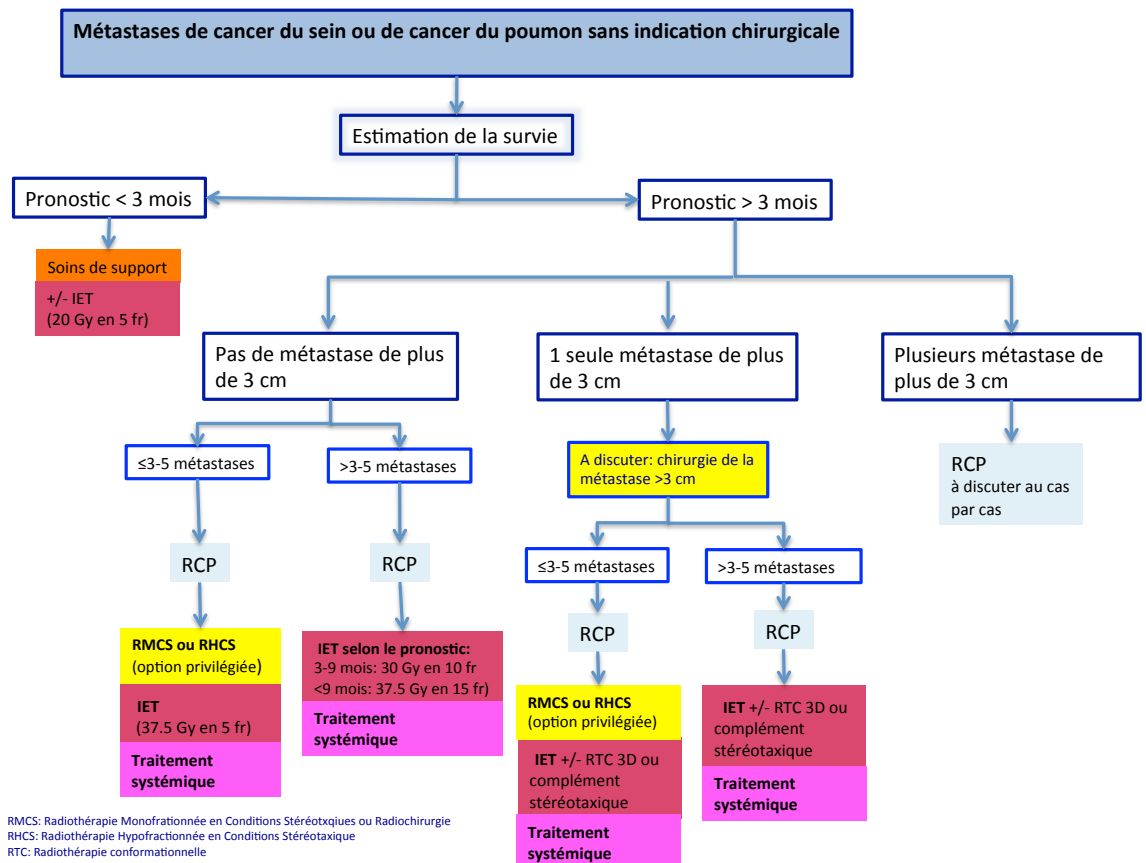 Métastases de cancer du sein ou de cancer du poumon sans indication chirurgicale
Estimation de la survie
Pronostic < 3 mois
Pronostic > 3 mois
Soins de support
+/- IET
(20 Gy en 5 fr)
Pas de métastase de plus
de 3 cm
1 seule métastase de plus
de 3 cm
Plusieurs métastase de
plus de 3 cm
≤3-5 métastases
>3-5 métastases
A discuter: chirurgie de la
métastase >3 cm
RCP
à discuter au cas
par cas
RCP
RCP
≤3-5 métastases
>3-5 métastases
RCP
RCP
RMCS ou RHCS
(option privilégiée)
IET
(37.5 Gy en 5 fr)
Traitement
systémique
IET selon le pronostic:
3-9 mois: 30 Gy en 10 fr
<9 mois: 37.5 Gy en 15 fr)
Traitement
systémique
RMCS ou RHCS
(option privilégiée)
IET +/- RTC 3D ou
complément
stéréotaxique
Traitement
systémique
IET +/- RTC 3D ou
complément
stéréotaxique
Traitement
systémique
RMCS: Radiothérapie Monofrationnée en Conditions Stéréotxqiues ou Radiochirurgie
RHCS: Radiothérapie Hypofractionnée en Conditions Stéréotaxique
RTC: Radiothérapie conformationnelle